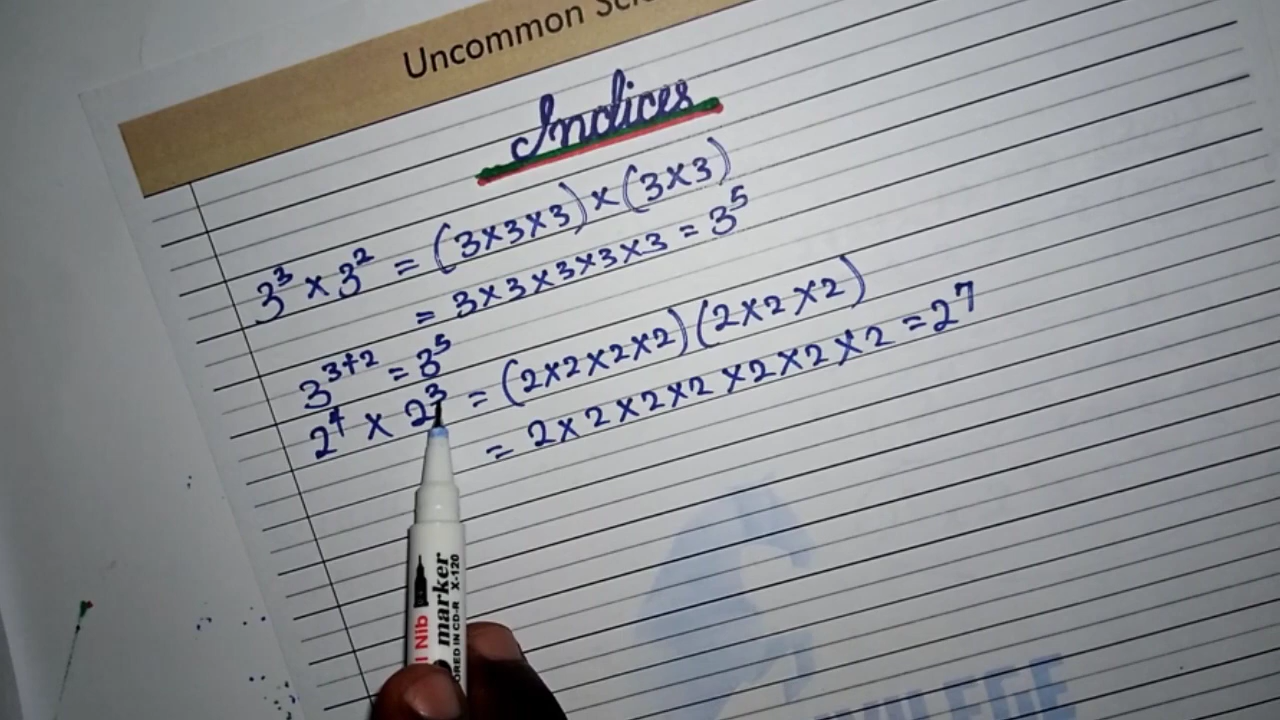 Uncommon
Indices
3³ × 3² = (3×3×3) × (3×3)
= 3×3×3×3×3 = 3⁵
3³⁺² = 3⁵
2⁴ × 2³ = (2×2×2×2)(2×2×2)
= 2×2×2×2×2×2×2 = 2⁷
Nib
marker
X-120